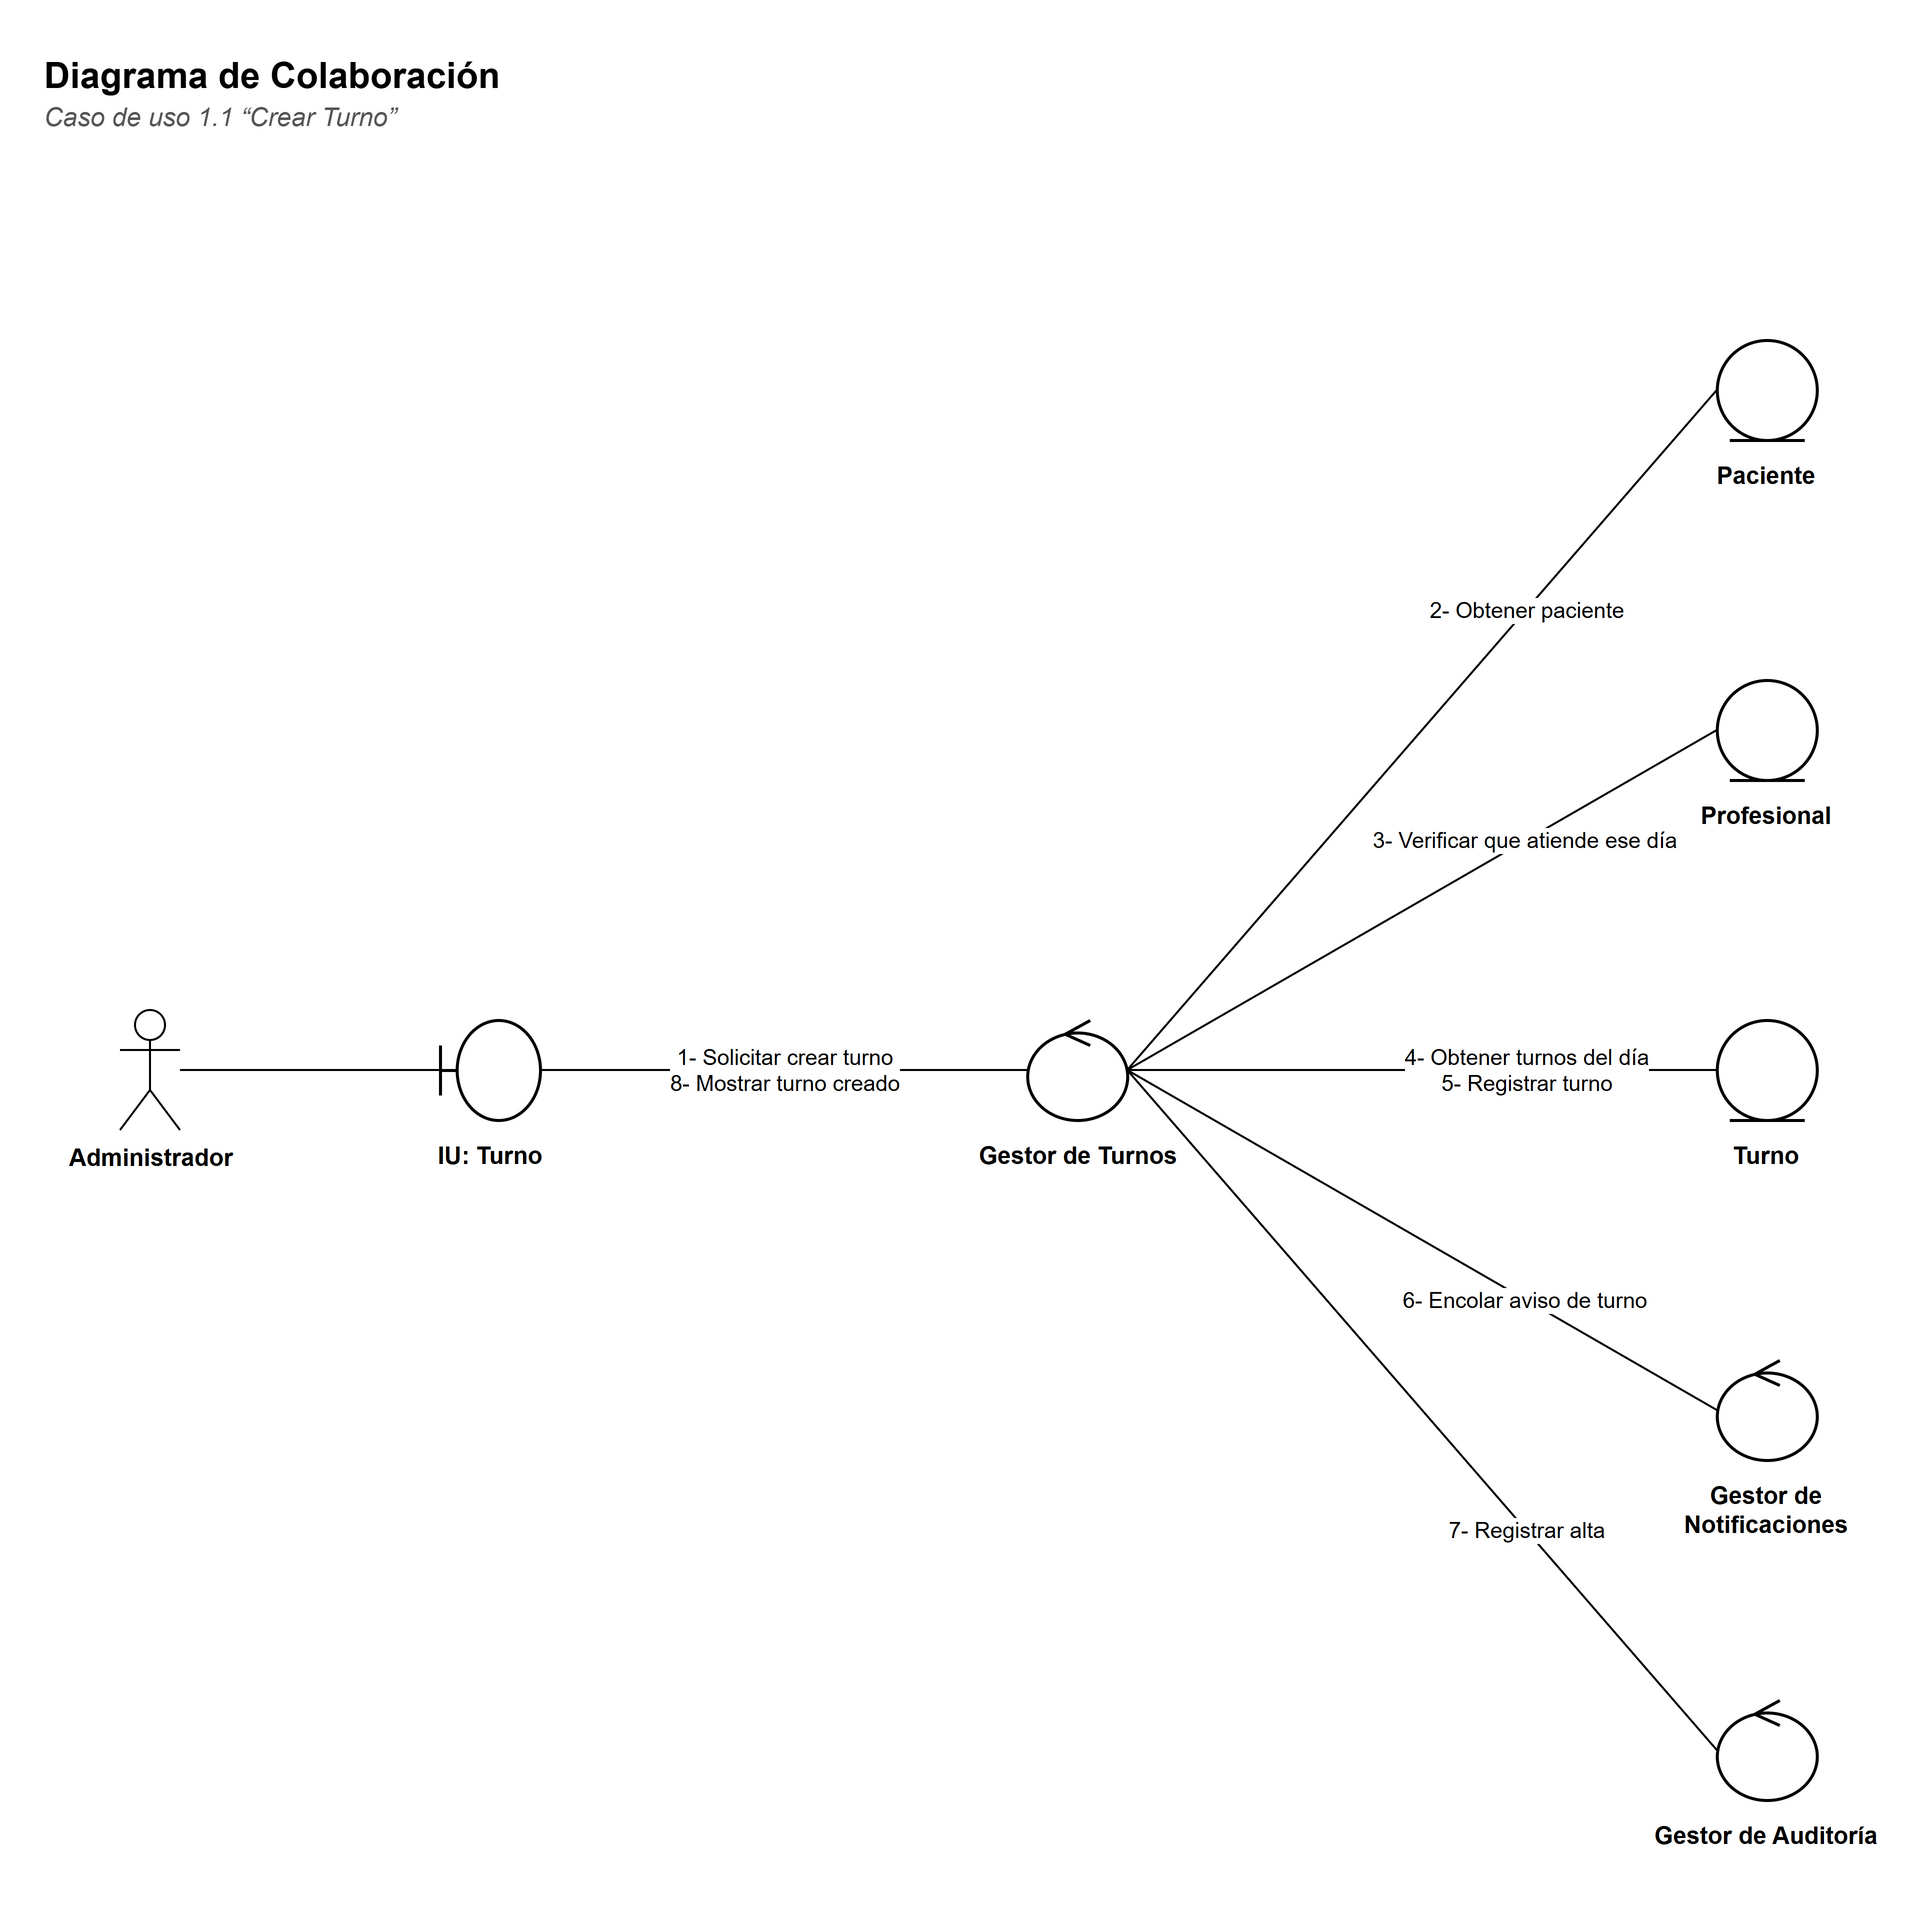 Diagrama de Colaboración
Caso de uso 1.1 “Crear Turno”
Paciente
2- Obtener paciente
Profesional
3- Verificar que atiende ese día
1- Solicitar crear turno
8- Mostrar turno creado
4- Obtener turnos del día
5- Registrar turno
Administrador
IU: Turno
Gestor de Turnos
Turno
6- Encolar aviso de turno
Gestor de
Notificaciones
7- Registrar alta
Gestor de Auditoría